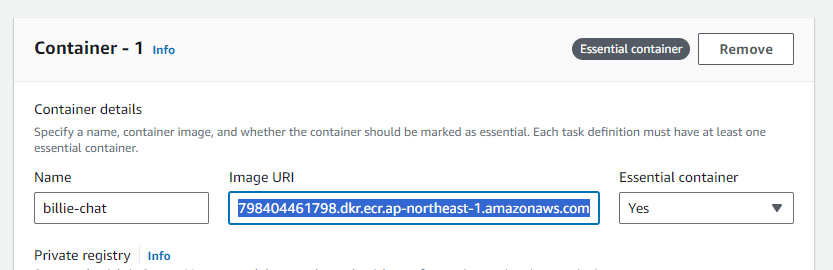 Container - 1 Info Essential container Remove
Container details
Specify a name, container image, and whether the container should be marked as essential. Each task definition must have at least one
essential container.
Name Image URI Essential container
billie-chat 798404461798.dkr.ecr.ap-northeast-1.amazonaws.com Yes
Private registry Info